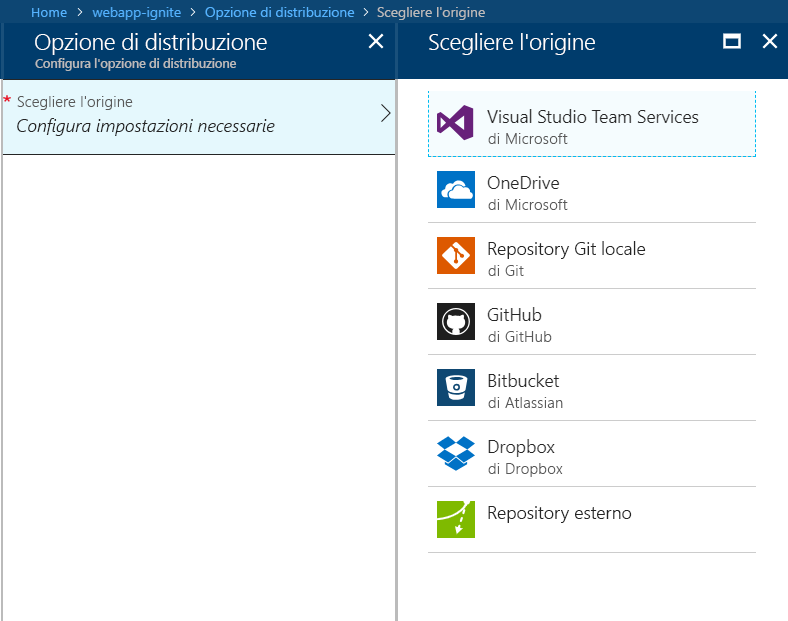 Home > webapp-ignite > Opzione di distribuzione > Scegliere l'origine
Opzione di distribuzione
Configura l'opzione di distribuzione
* Scegliere l'origine
Configura impostazioni necessarie
Scegliere l'origine
Visual Studio Team Services
di Microsoft
OneDrive
di Microsoft
Repository Git locale
di Git
GitHub
di GitHub
Bitbucket
di Atlassian
Dropbox
di Dropbox
Repository esterno